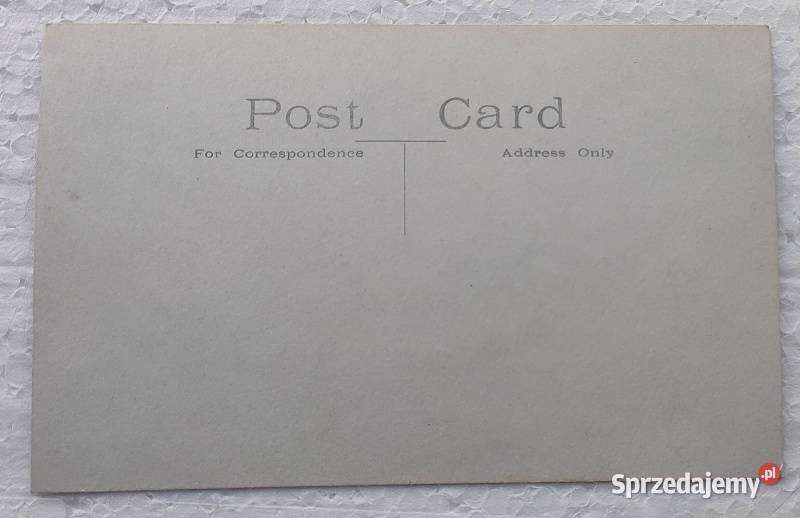 Post Card
For Correspondence
Address Only
Sprzedajemy.pl